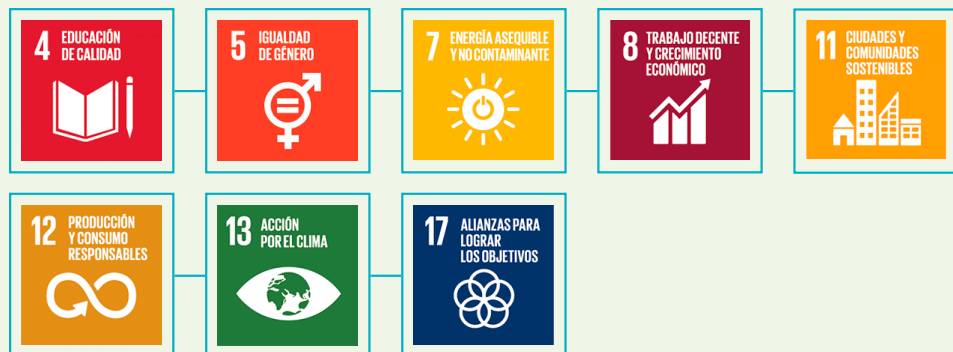 4 EDUCACIÓN
DE CALIDAD
5 IGUALDAD
DE GÉNERO
7 ENERGÍA ASEQUIBLE
Y NO CONTAMINANTE
8 TRABAJO DECENTE
Y CRECIMIENTO
ECONÓMICO
11 CIUDADES Y
COMUNIDADES
SOSTENIBLES
12 PRODUCCIÓN
Y CONSUMO
RESPONSABLES
13 ACCIÓN
POR EL CLIMA
17 ALIANZAS PARA
LOGRAR
LOS OBJETIVOS